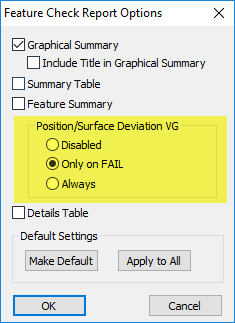 Feature Check Report Options
Graphical Summary
Include Title in Graphical Summary
Summary Table
Feature Summary
Position/Surface Deviation VG
Disabled
Only on FAIL
Always
Details Table
Default Settings
Make Default
Apply to All
OK
Cancel